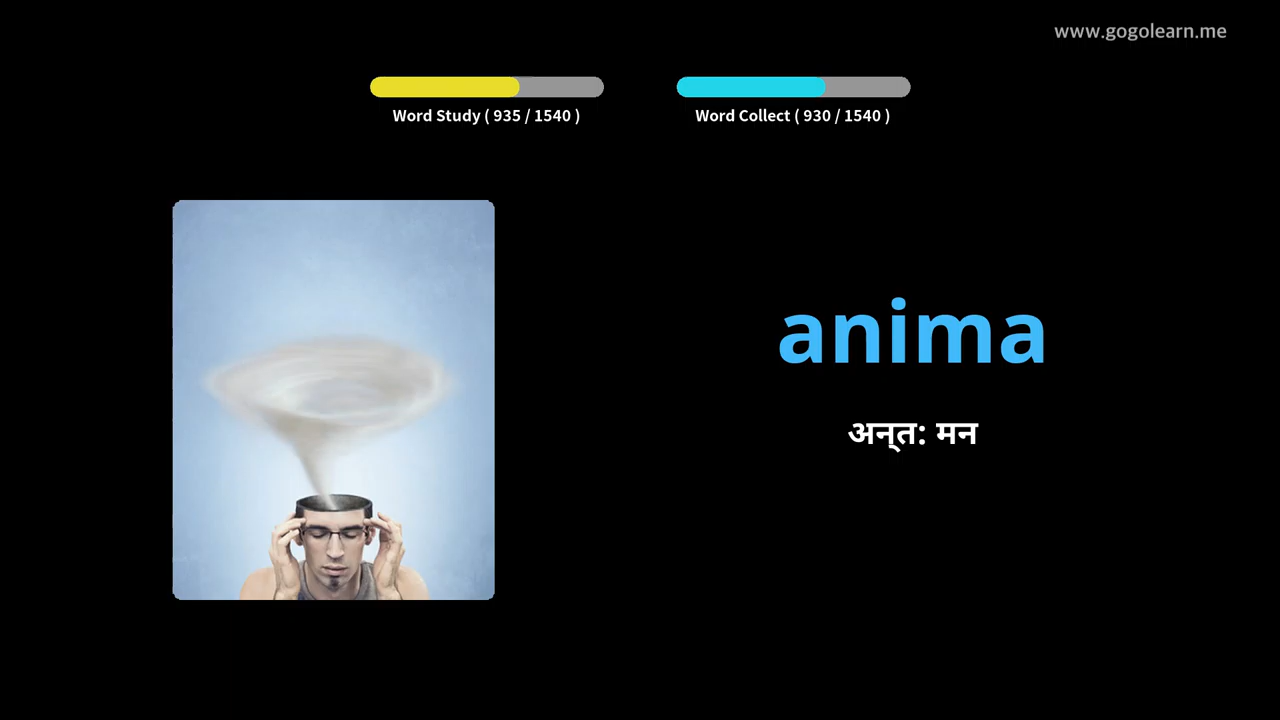 www.gogolearn.me
Word Study ( 935 / 1540 )
Word Collect ( 930 / 1540 )
anima
अन्त: मन